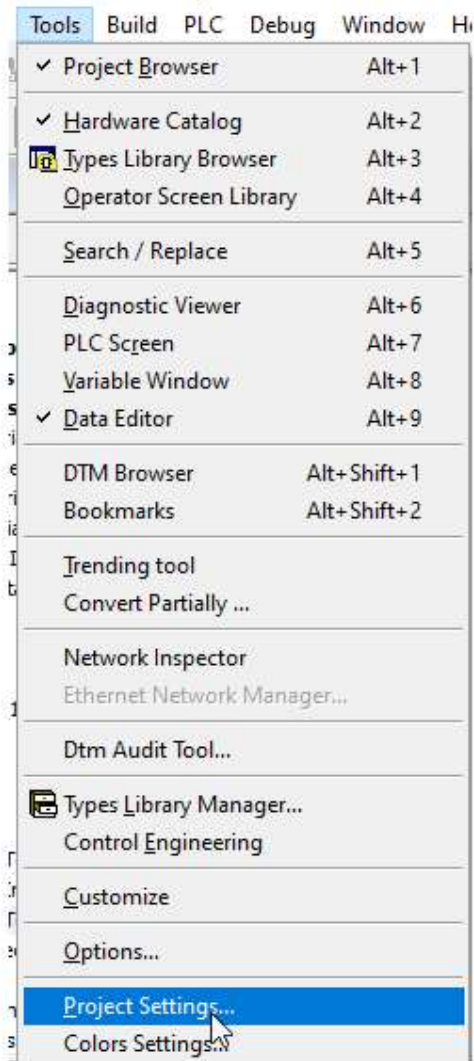 Tools Build PLC Debug Window
Project Browser Alt+1
Hardware Catalog Alt+2
Types Library Browser Alt+3
Operator Screen Library Alt+4
Search / Replace Alt+5
Diagnostic Viewer Alt+6
PLC Screen Alt+7
Variable Window Alt+8
Data Editor Alt+9
DTM Browser Alt+Shift+1
Bookmarks Alt+Shift+2
Trending tool
Convert Partially ...
Network Inspector
Ethernet Network Manager...
Dtm Audit Tool...
Types Library Manager...
Control Engineering
Customize
Options...
Project Settings...
Colors Settings...